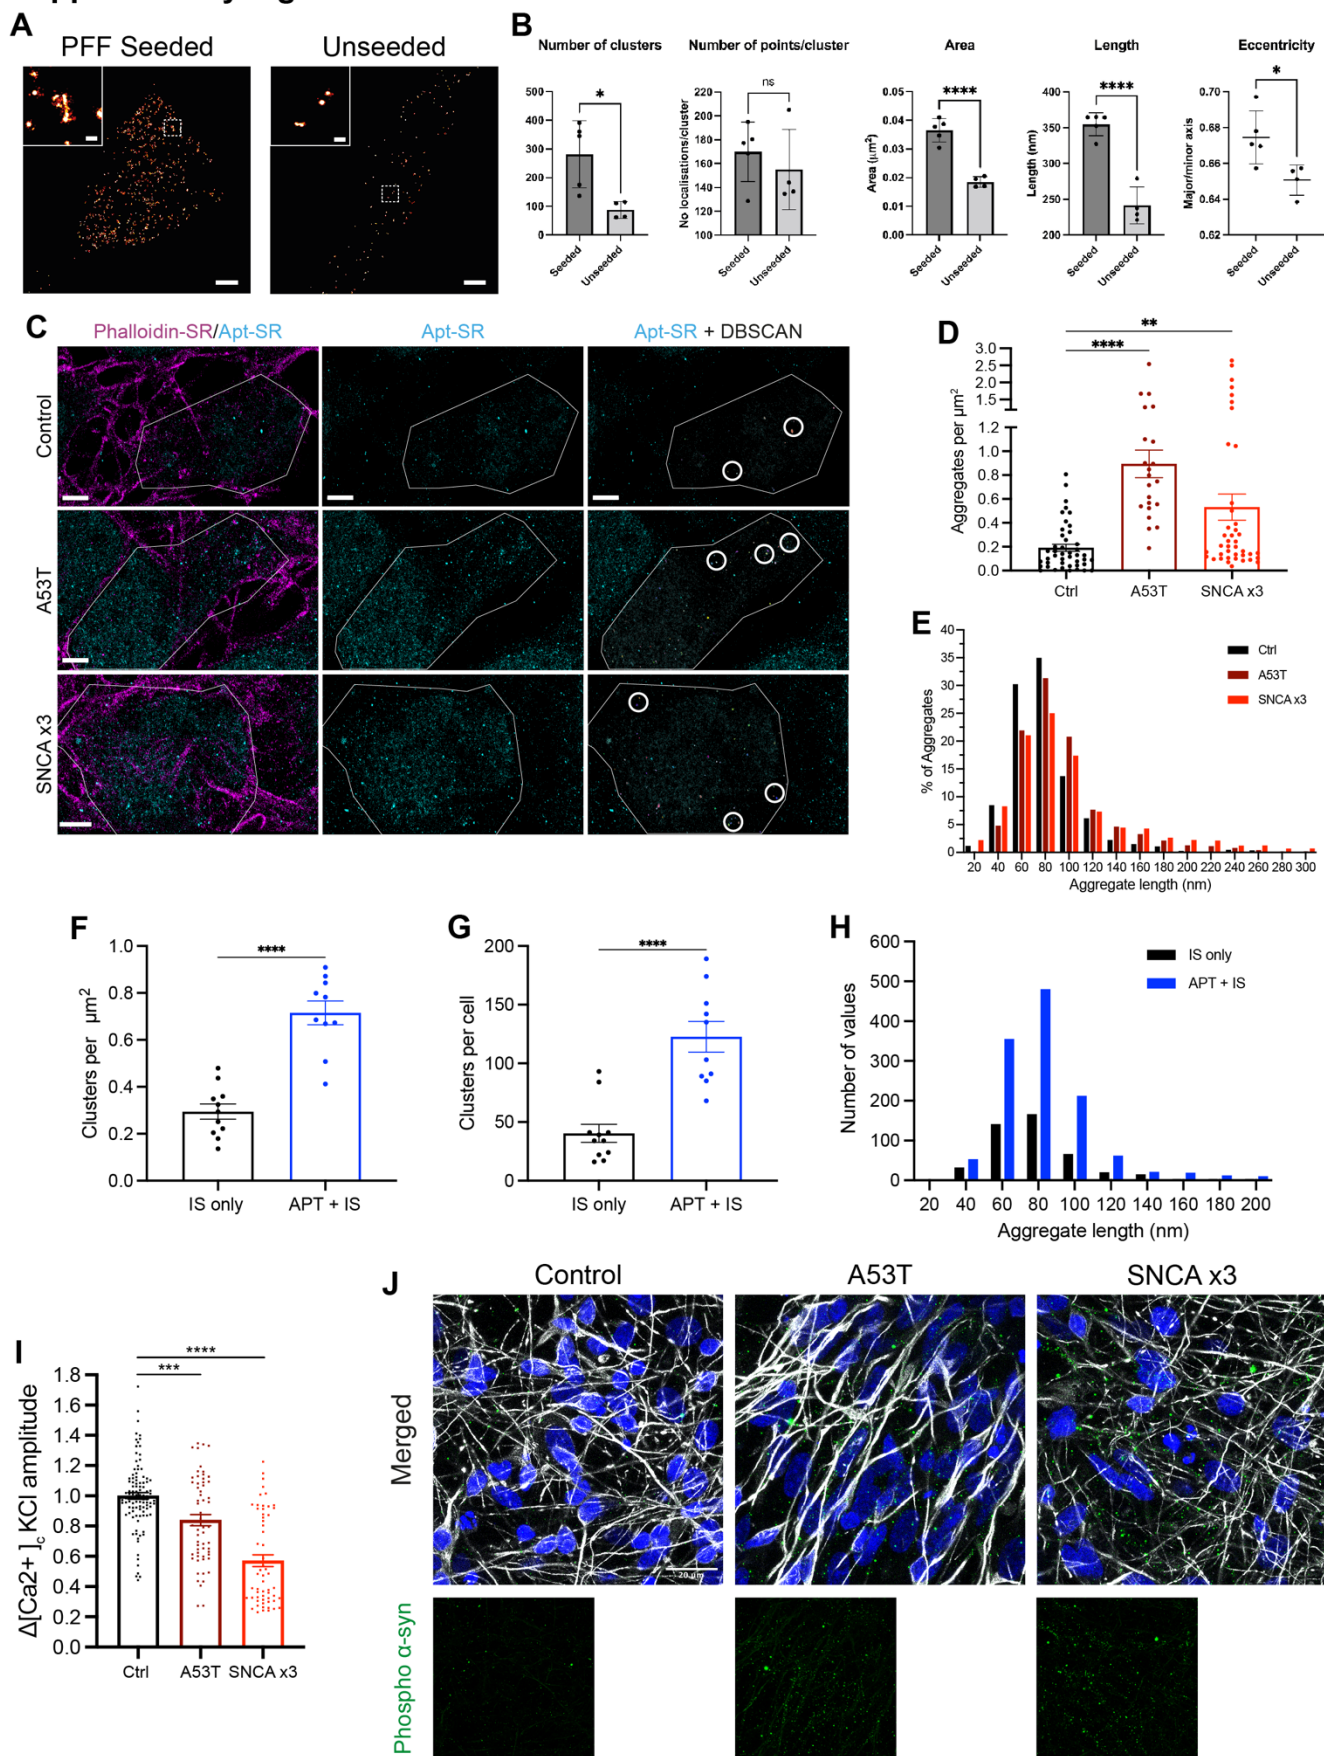 A
PFF Seeded
Unseeded
B
Number of clusters
500
400
300
200
100
0
*
Seeded
Unseeded
Number of points/cluster
No localisations/cluster
220
200
180
160
140
120
100
ns
Seeded
Unseeded
Area
Area (μm²)
0.05
0.04
0.03
0.02
0.01
0.00
****
Seeded
Unseeded
Length
Length (nm)
400
350
300
250
200
****
Seeded
Unseeded
Eccentricity
Major/minor axis
0.70
0.68
0.66
0.64
0.62
*
Seeded
Unseeded
C
Phalloidin-SR/Apt-SR
Apt-SR
Apt-SR + DBSCAN
Control
A53T
SNCA x3
D
Aggregates per μm²
3.0
2.5
2.0
1.5
1.2
1.0
0.8
0.6
0.4
0.2
0.0
**
****
Ctrl
A53T
SNCA x3
E
% of Aggregates
40
35
30
25
20
15
10
5
0
Ctrl
A53T
SNCA x3
20 40 60 80 100 120 140 160 180 200 220 240 260 280 300
Aggregate length (nm)
F
Clusters per μm²
1.0
0.8
0.6
0.4
0.2
0.0
****
IS only
APT + IS
G
Clusters per cell
200
150
100
50
0
****
IS only
APT + IS
H
Number of values
600
500
400
300
200
100
0
IS only
APT + IS
20 40 60 80 100 120 140 160 180 200
Aggregate length (nm)
I
Δ[Ca2+]c KCl amplitude
1.8
1.6
1.4
1.2
1.0
0.8
0.6
0.4
0.2
0.0
****
***
Ctrl
A53T
SNCA x3
J
Control
A53T
SNCA x3
Merged
20 μm
Phospho α-syn